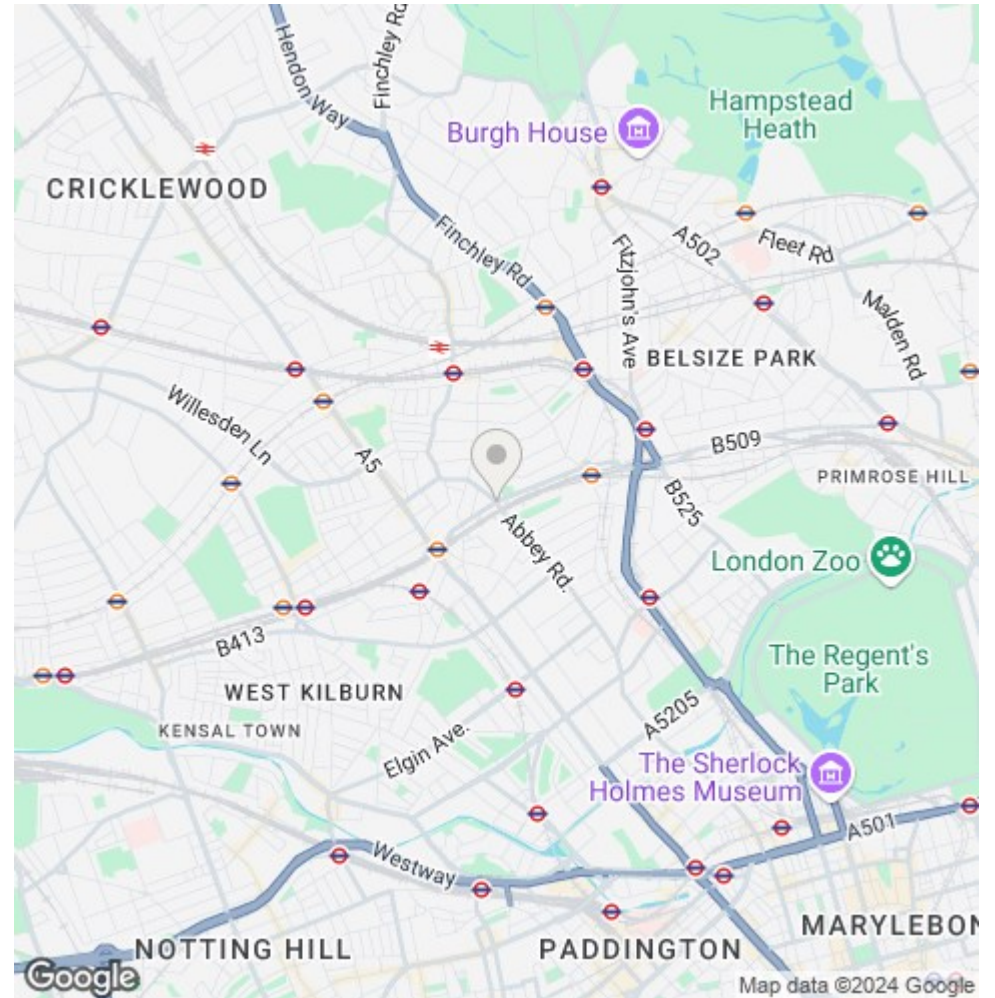 Finchley Rd
Hendon Way
Burgh House
Hampstead
Heath
CRICKLEWOOD
Finchley Rd
Fitzjohn's Ave
A502
Fleet Rd
Malden Rd
BELSIZE PARK
Willesden Ln
A5
B509
PRIMROSE HILL
B525
Abbey Rd.
London Zoo
B413
The Regent's
Park
WEST KILBURN
KENSAL TOWN
A5205
Elgin Ave.
The Sherlock
Holmes Museum
A501
Westway
MARYLEBON
NOTTING HILL
PADDINGTON
Google
Map data ©2024 Google